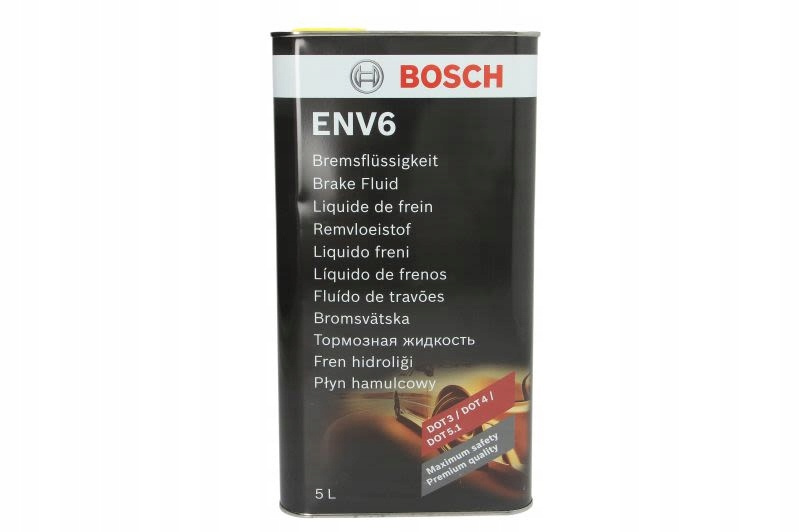 BOSCH
ENV6
Bremsflüssigkeit
Brake Fluid
Liquide de frein
Remvloeistof
Liquido freni
Líquido de frenos
Fluído de travões
Bromsvätska
Тормозная жидкость
Fren hidroliği
Płyn hamulcowy
DOT 3 / DOT 4 /
DOT 5.1
Maximum safety
Premium quality
5 L